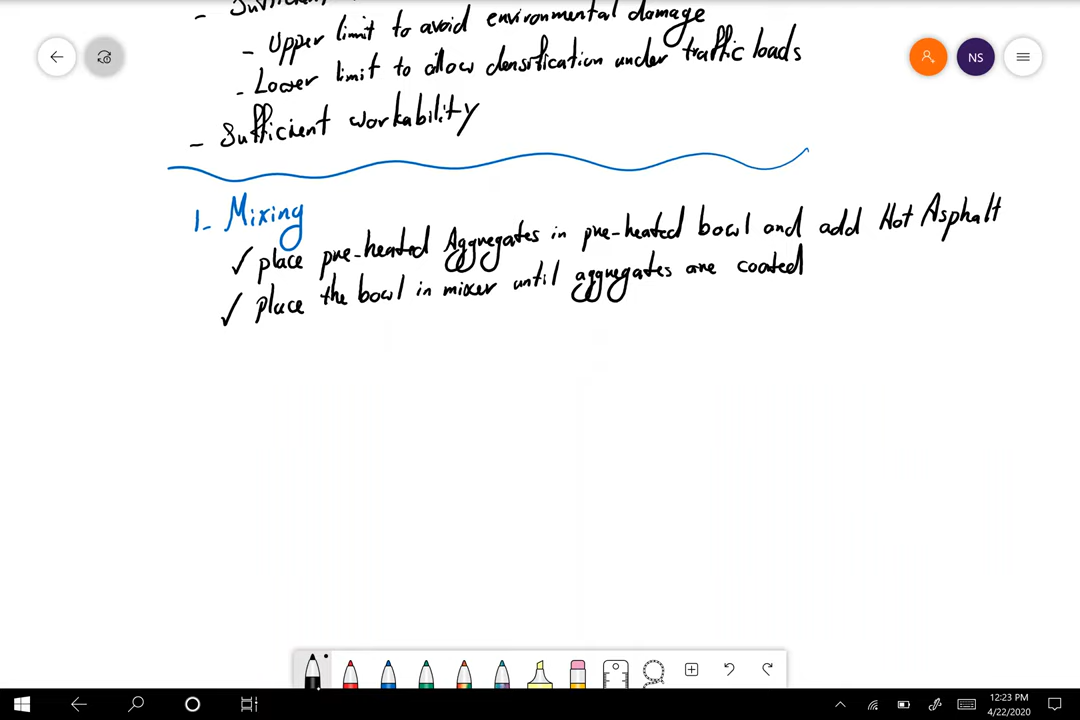 - Sufficient
- Upper limit to avoid environmental damage
- Lower limit to allow densification under traffic loads
- Sufficient workability
NS
1- Mixing
✓ place pre-heated Aggregates in pre-heated bowl and add Hot Asphalt
✓ place the bowl in mixer until aggregates are coated
12:23 PM
4/22/2020